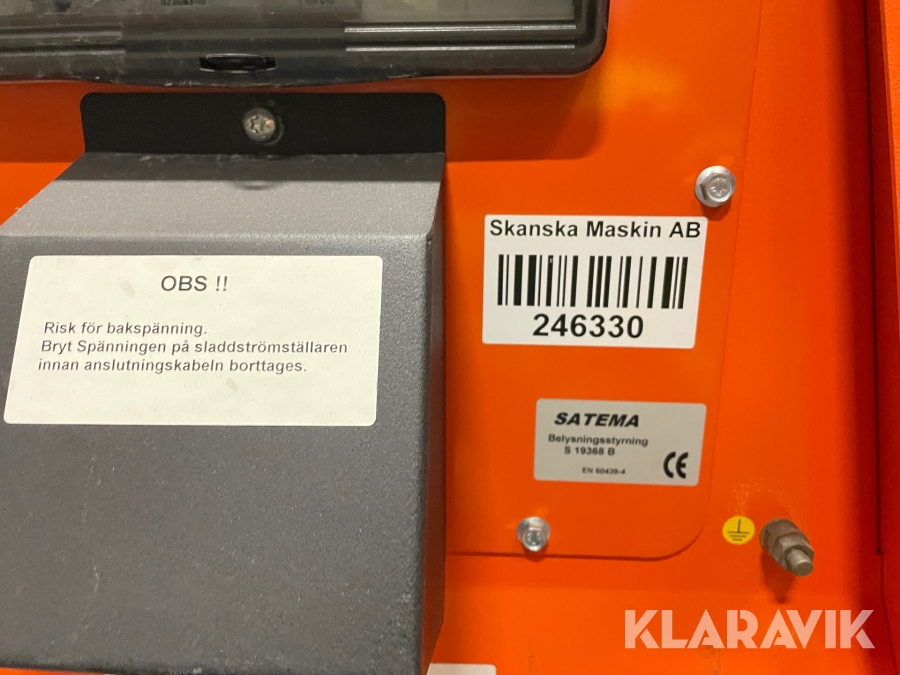 Skanska Maskin AB
246330
OBS !!
Risk för bakspänning.
Bryt Spänningen på sladdströmställaren
innan anslutningskabeln borttages.
SATEMA
Belysningsstyrning
S 19368 B
EN 60439-4
CE
KLARAVIK